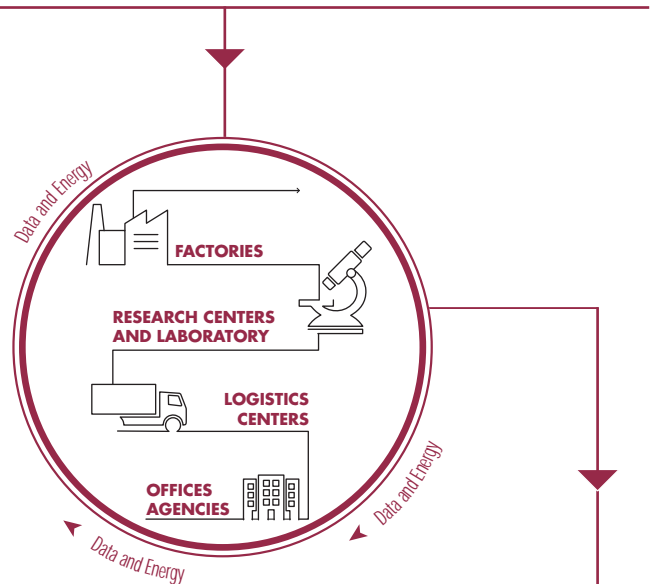 Data and Energy
FACTORIES
RESEARCH CENTERS
AND LABORATORY
LOGISTICS
CENTERS
OFFICES
AGENCIES
Data and Energy
Data and Energy